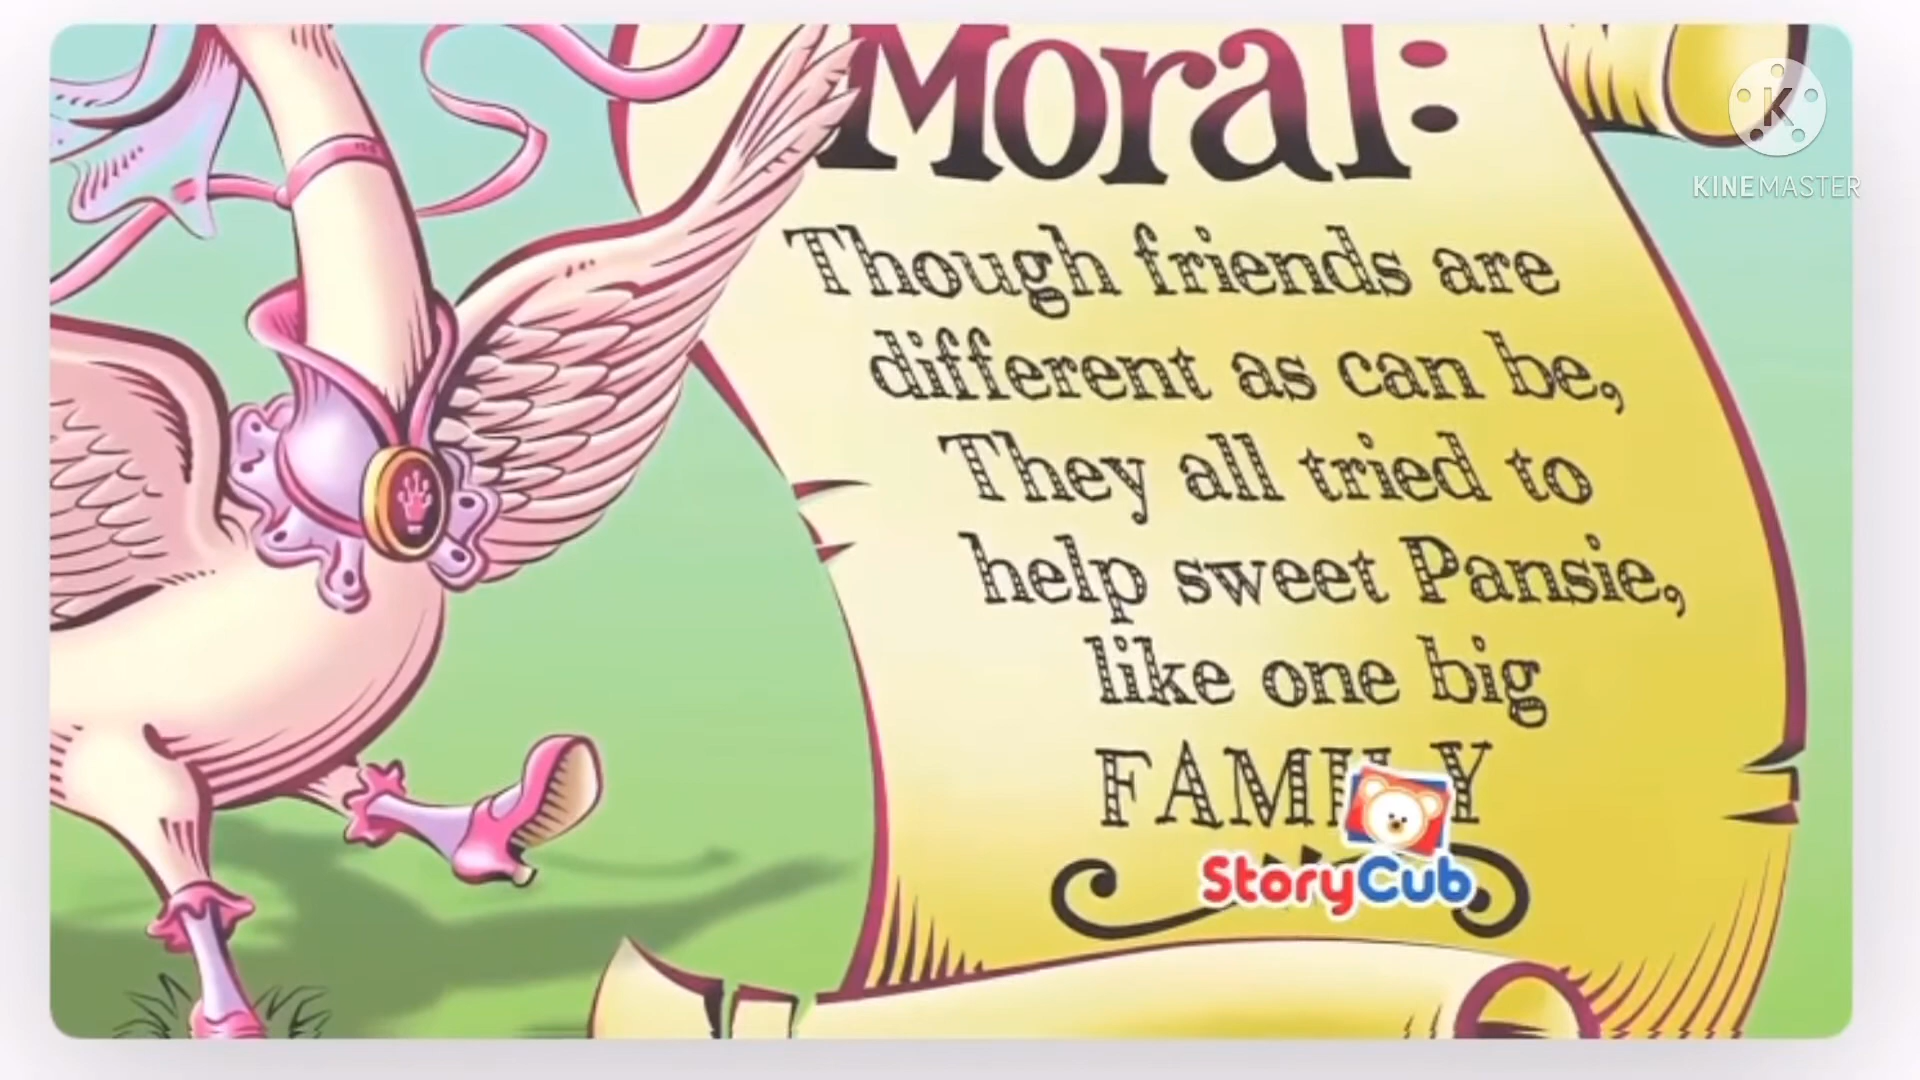 Moral:
KINEMASTER
Though friends are
different as can be,
They all tried to
help sweet Pansie,
like one big
FAMILY
StoryCub